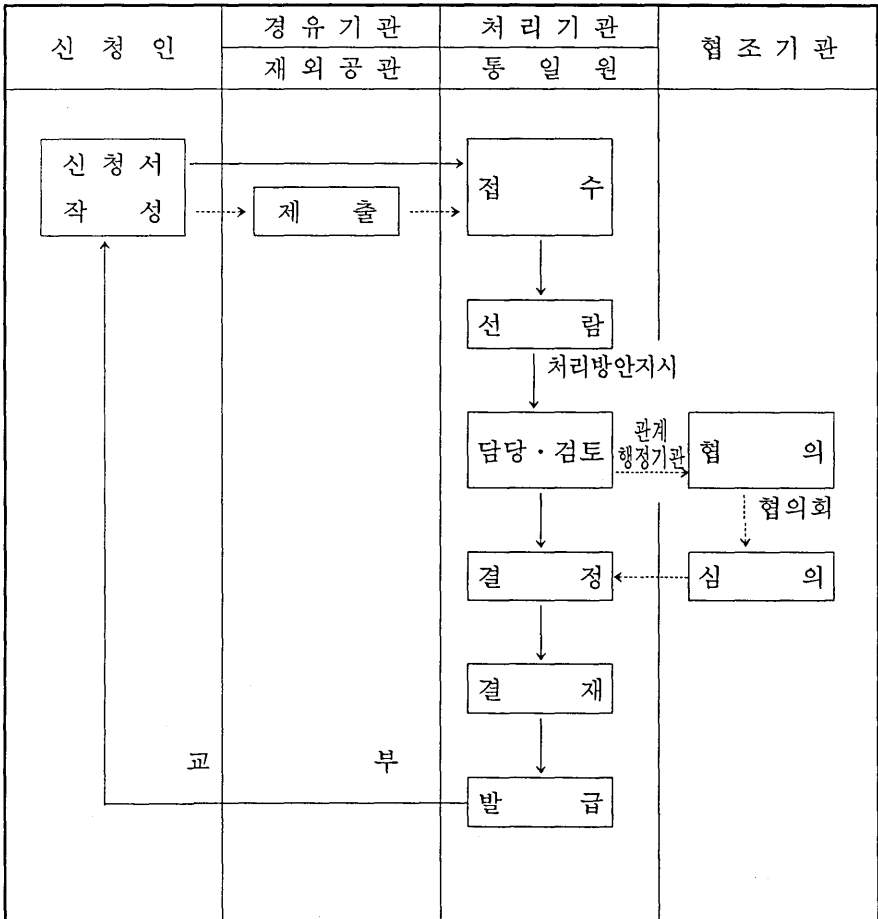 신 청 인
경 유 기 관
처 리 기 관
협 조 기 관
재 외 공 관
통 일 원
신 청 서
작 성
제 출
접 수
선 람
처리방안지시
담당·검토
관계
행정기관
협 의
협의회
결 정
심 의
결 재
교 부
발 급